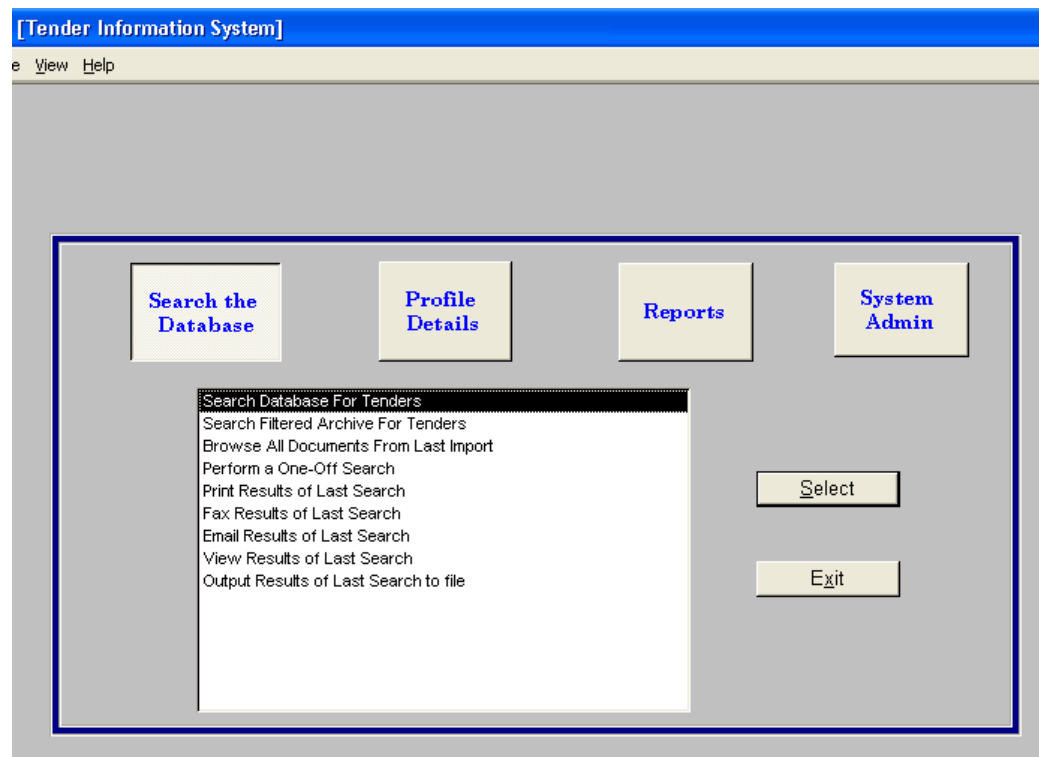 [Tender Information System]
e View Help
Search the
Database
Profile
Details
Reports
System
Admin
Search Database For Tenders
Search Filtered Archive For Tenders
Browse All Documents From Last Import
Perform a One-Off Search
Print Results of Last Search
Fax Results of Last Search
Email Results of Last Search
View Results of Last Search
Output Results of Last Search to file
Select
Exit